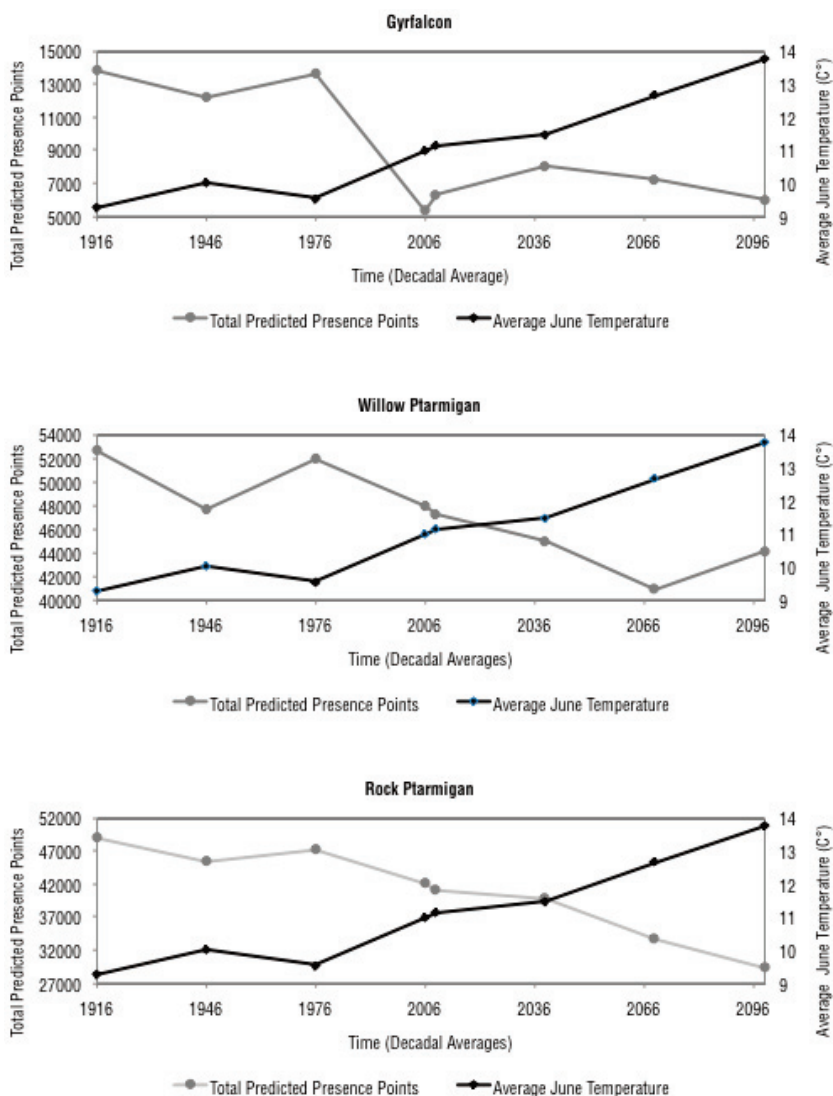 Gyrfalcon
Total Predicted Presence Points
15000
13000
11000
9000
7000
5000
14
13
12
11
10
9
Average June Temperature (C°)
1916 1946 1976 2006 2036 2066 2096
Time (Decadal Average)
Total Predicted Presence Points Average June Temperature
Willow Ptarmigan
Total Predicted Presence Points
54000
52000
50000
48000
46000
44000
42000
40000
14
13
12
11
10
9
Average June Temperature (C°)
1916 1946 1976 2006 2036 2066 2096
Time (Decadal Averages)
Total Predicted Presence Points Average June Temperature
Rock Ptarmigan
Total Predicted Presence Points
52000
47000
42000
37000
32000
27000
14
13
12
11
10
9
Average June Temperature (C°)
1916 1946 1976 2006 2036 2066 2096
Time (Decadal Averages)
Total Predicted Presence Points Average June Temperature